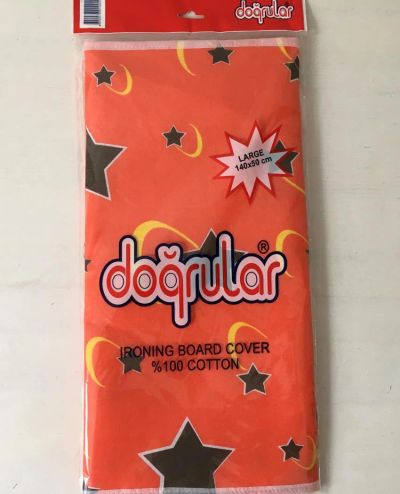 doğrular
LARGE
140x50 cm
doğrular®
IRONING BOARD COVER
%100 COTTON